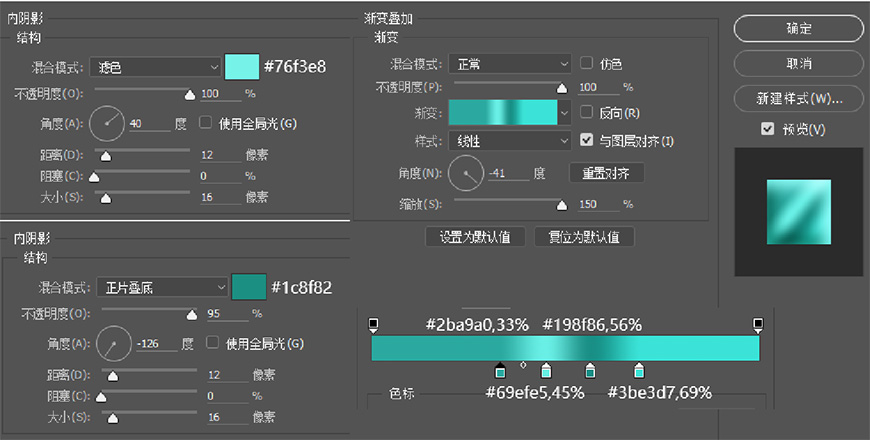 内阴影
结构
混合模式: 滤色 #76f3e8
不透明度(O): 100 %
角度(A): 40 度 使用全局光(G)
距离(D): 12 像素
阻塞(C): 0 %
大小(S): 16 像素
内阴影
结构
混合模式: 正片叠底 #1c8f82
不透明度(O): 95 %
角度(A): -126 度 使用全局光(G)
距离(D): 12 像素
阻塞(C): 0 %
大小(S): 16 像素
渐变叠加
渐变
混合模式: 正常 仿色
不透明度(P): 100 %
渐变: 反向(R)
样式: 线性 与图层对齐(I)
角度(N): -41 度 重置对齐
缩放(S): 150 %
设置为默认值 复位为默认值
#2ba9a0,33% #198f86,56%
色标 #69efe5,45% #3be3d7,69%
确定
取消
新建样式(W)...
预览(V)